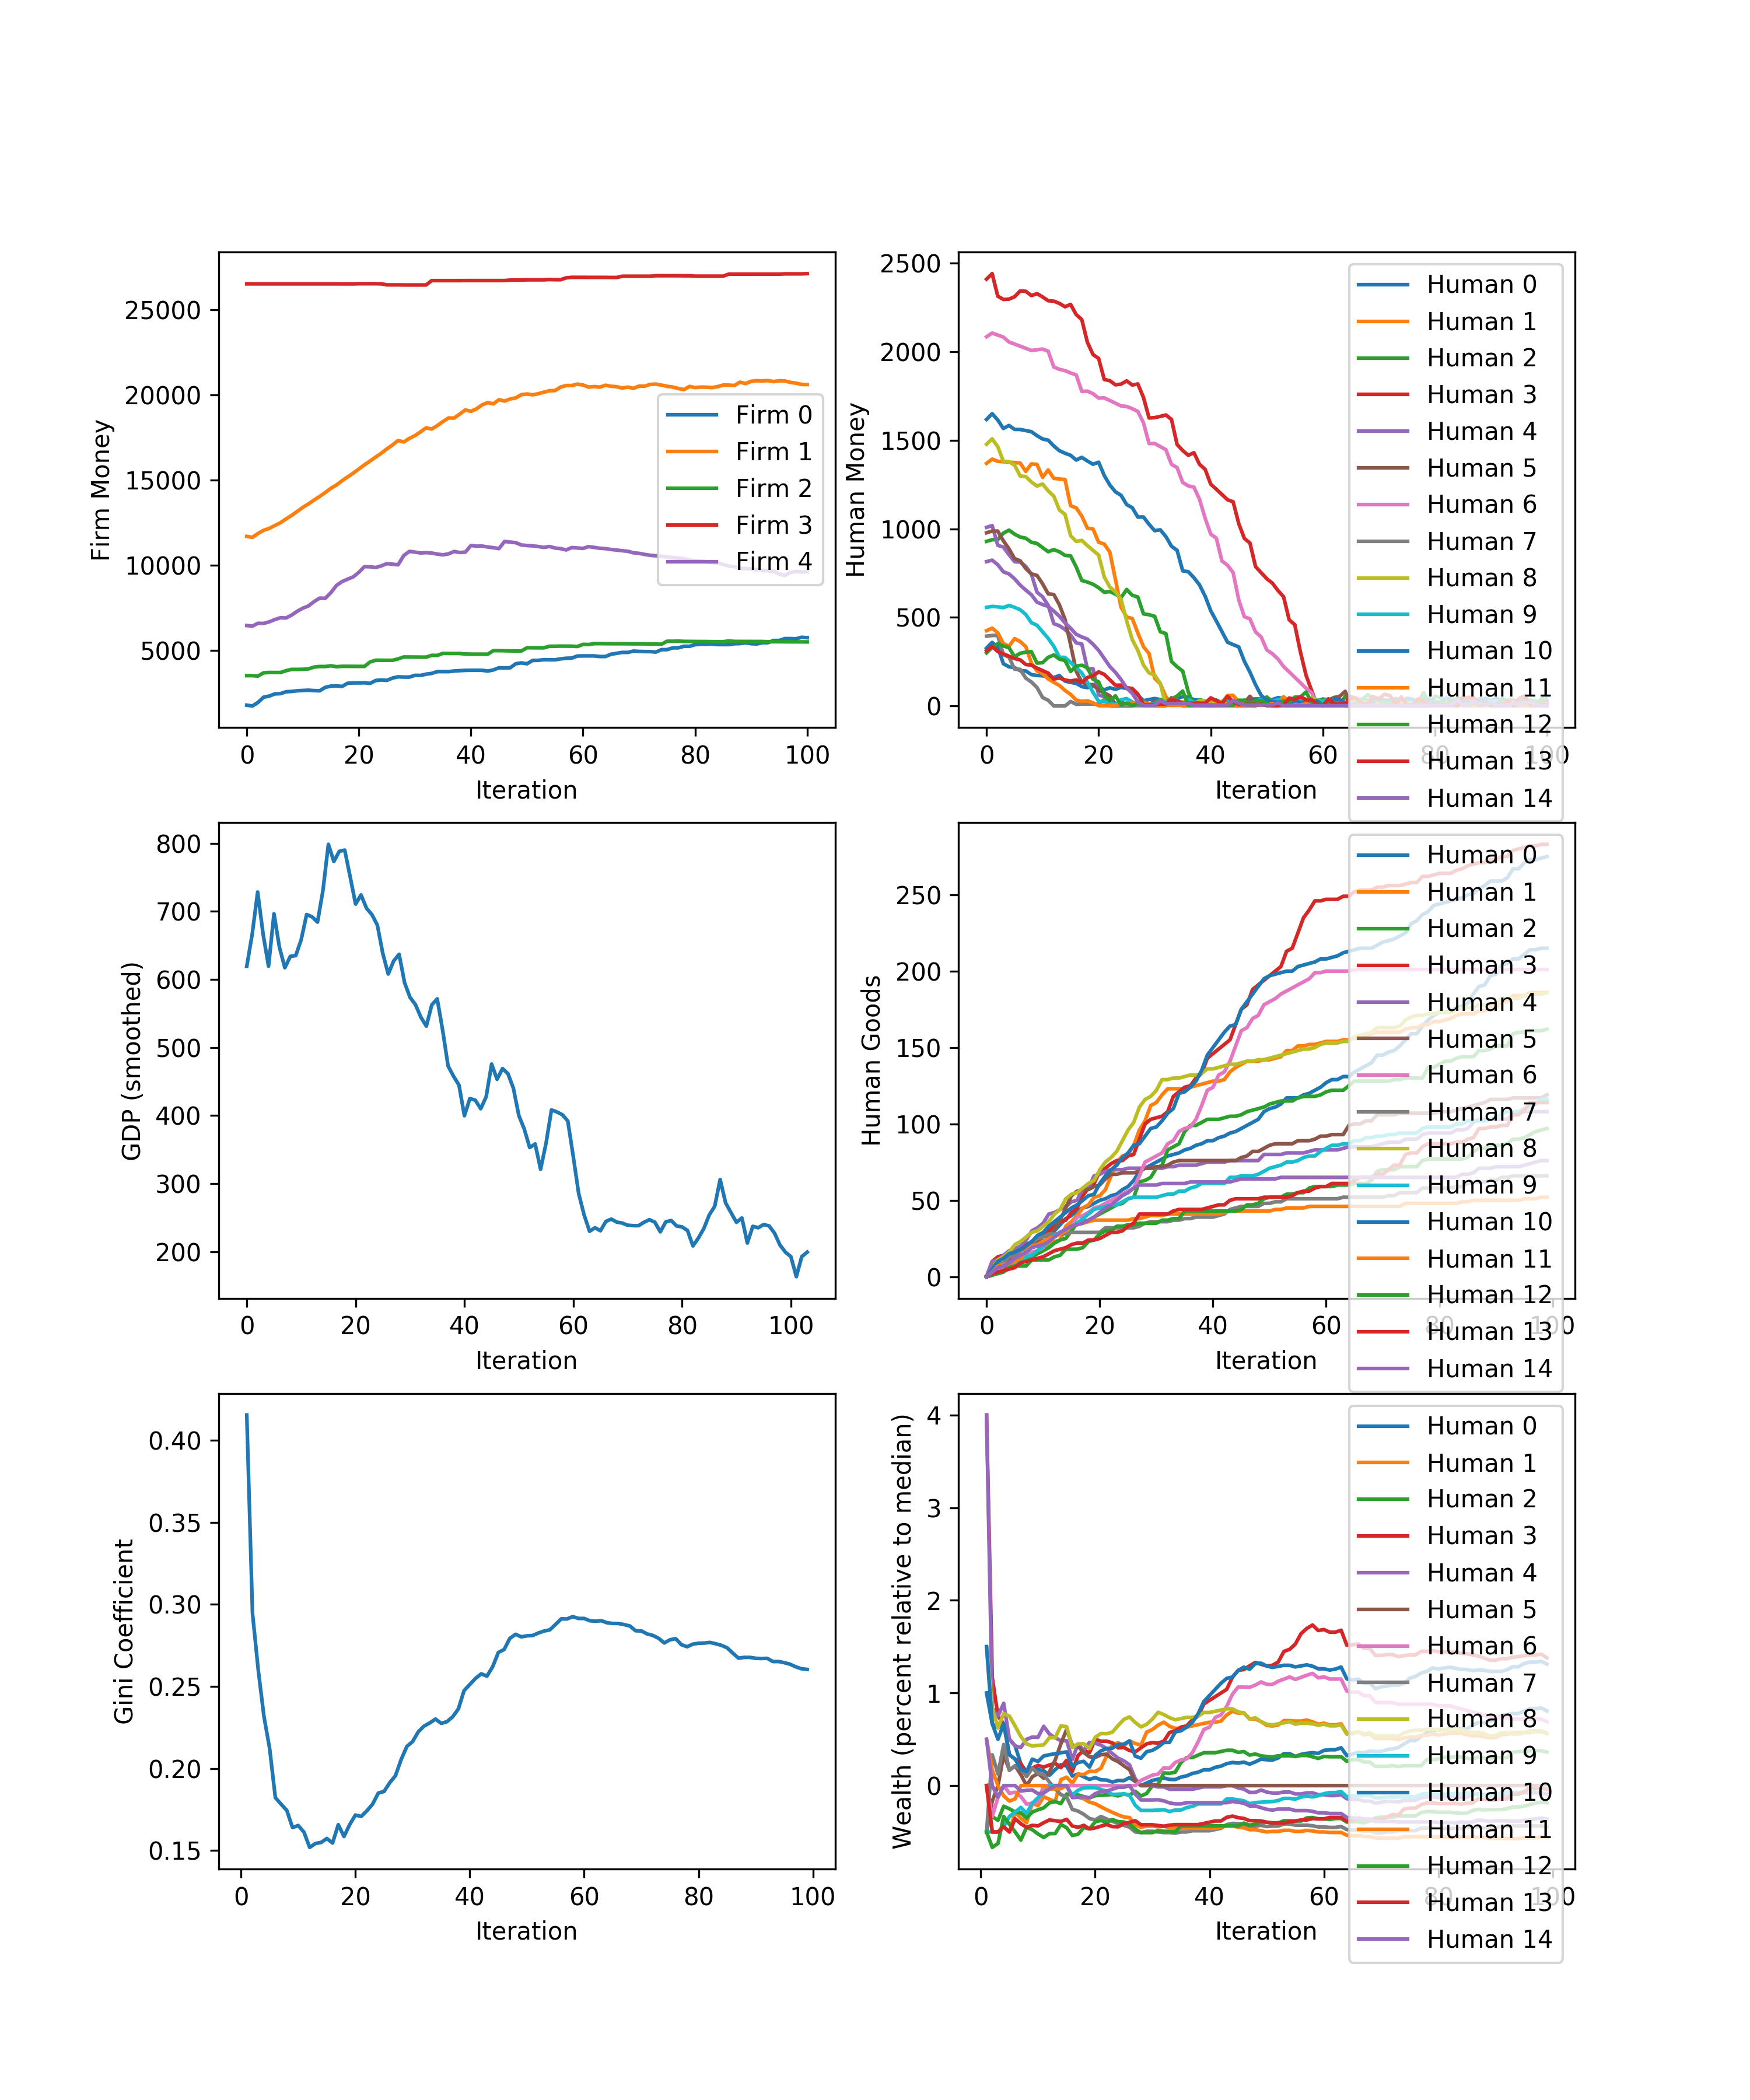 Firm Money
25000
20000
15000
10000
5000
0 20 40 60 80 100
Iteration
Firm 0
Firm 1
Firm 2
Firm 3
Firm 4
Human Money
2500
2000
1500
1000
500
0
0 20 40 60 80 100
Iteration
Human 0
Human 1
Human 2
Human 3
Human 4
Human 5
Human 6
Human 7
Human 8
Human 9
Human 10
Human 11
Human 12
Human 13
Human 14
GDP (smoothed)
800
700
600
500
400
300
200
0 20 40 60 80 100
Iteration
Human Goods
250
200
150
100
50
0
0 20 40 60 80 100
Iteration
Human 0
Human 1
Human 2
Human 3
Human 4
Human 5
Human 6
Human 7
Human 8
Human 9
Human 10
Human 11
Human 12
Human 13
Human 14
Gini Coefficient
0.40
0.35
0.30
0.25
0.20
0.15
0 20 40 60 80 100
Iteration
Wealth (percent relative to median)
4
3
2
1
0
0 20 40 60 80 100
Iteration
Human 0
Human 1
Human 2
Human 3
Human 4
Human 5
Human 6
Human 7
Human 8
Human 9
Human 10
Human 11
Human 12
Human 13
Human 14